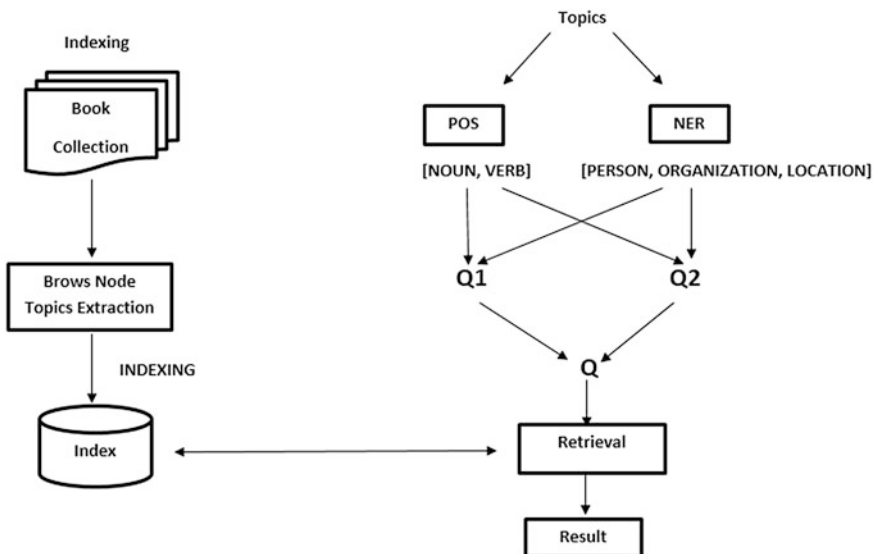 Indexing
Book
Collection
Brows Node
Topics Extraction
INDEXING
Index
Topics
POS
NER
[NOUN, VERB]
[PERSON, ORGANIZATION, LOCATION]
Q1
Q2
Q
Retrieval
Result